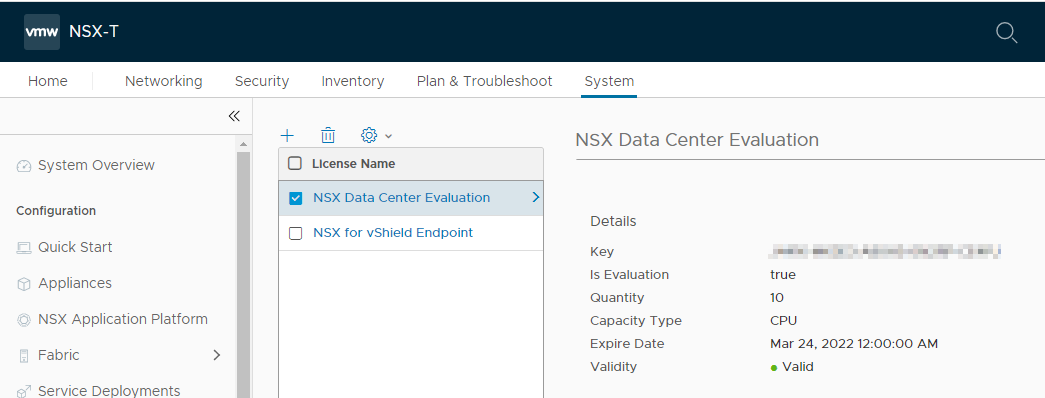 vmw NSX-T
Home Networking Security Inventory Plan & Troubleshoot System
System Overview
Configuration
Quick Start
Appliances
NSX Application Platform
Fabric
Service Deployments
License Name
NSX Data Center Evaluation
NSX for vShield Endpoint
NSX Data Center Evaluation
Details
Key
Is Evaluation true
Quantity 10
Capacity Type CPU
Expire Date Mar 24, 2022 12:00:00 AM
Validity Valid